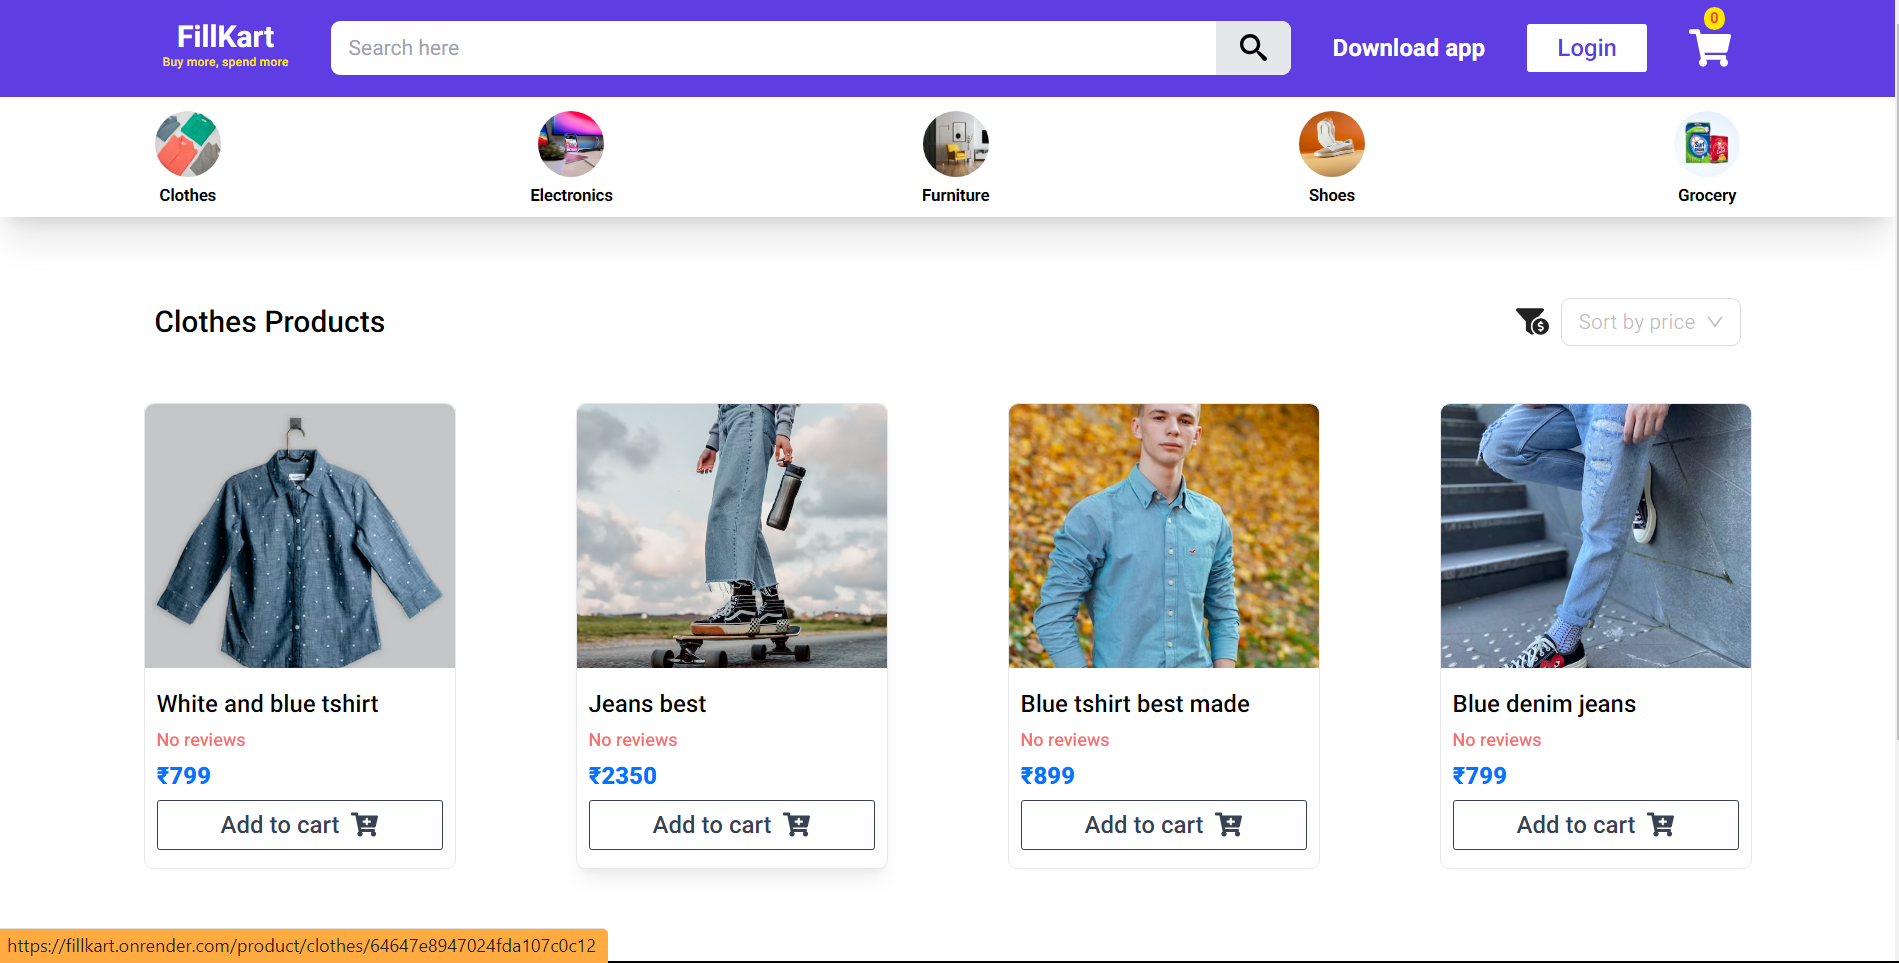 FillKart
Buy more, spend more
Search here
Download app
Login
0
Clothes
Electronics
Furniture
Shoes
Grocery
Clothes Products
Sort by price
White and blue tshirt
No reviews
₹799
Add to cart
Jeans best
No reviews
₹2350
Add to cart
Blue tshirt best made
No reviews
₹899
Add to cart
Blue denim jeans
No reviews
₹799
Add to cart
https://fillkart.onrender.com/product/clothes/64647e8947024fda107c0c12